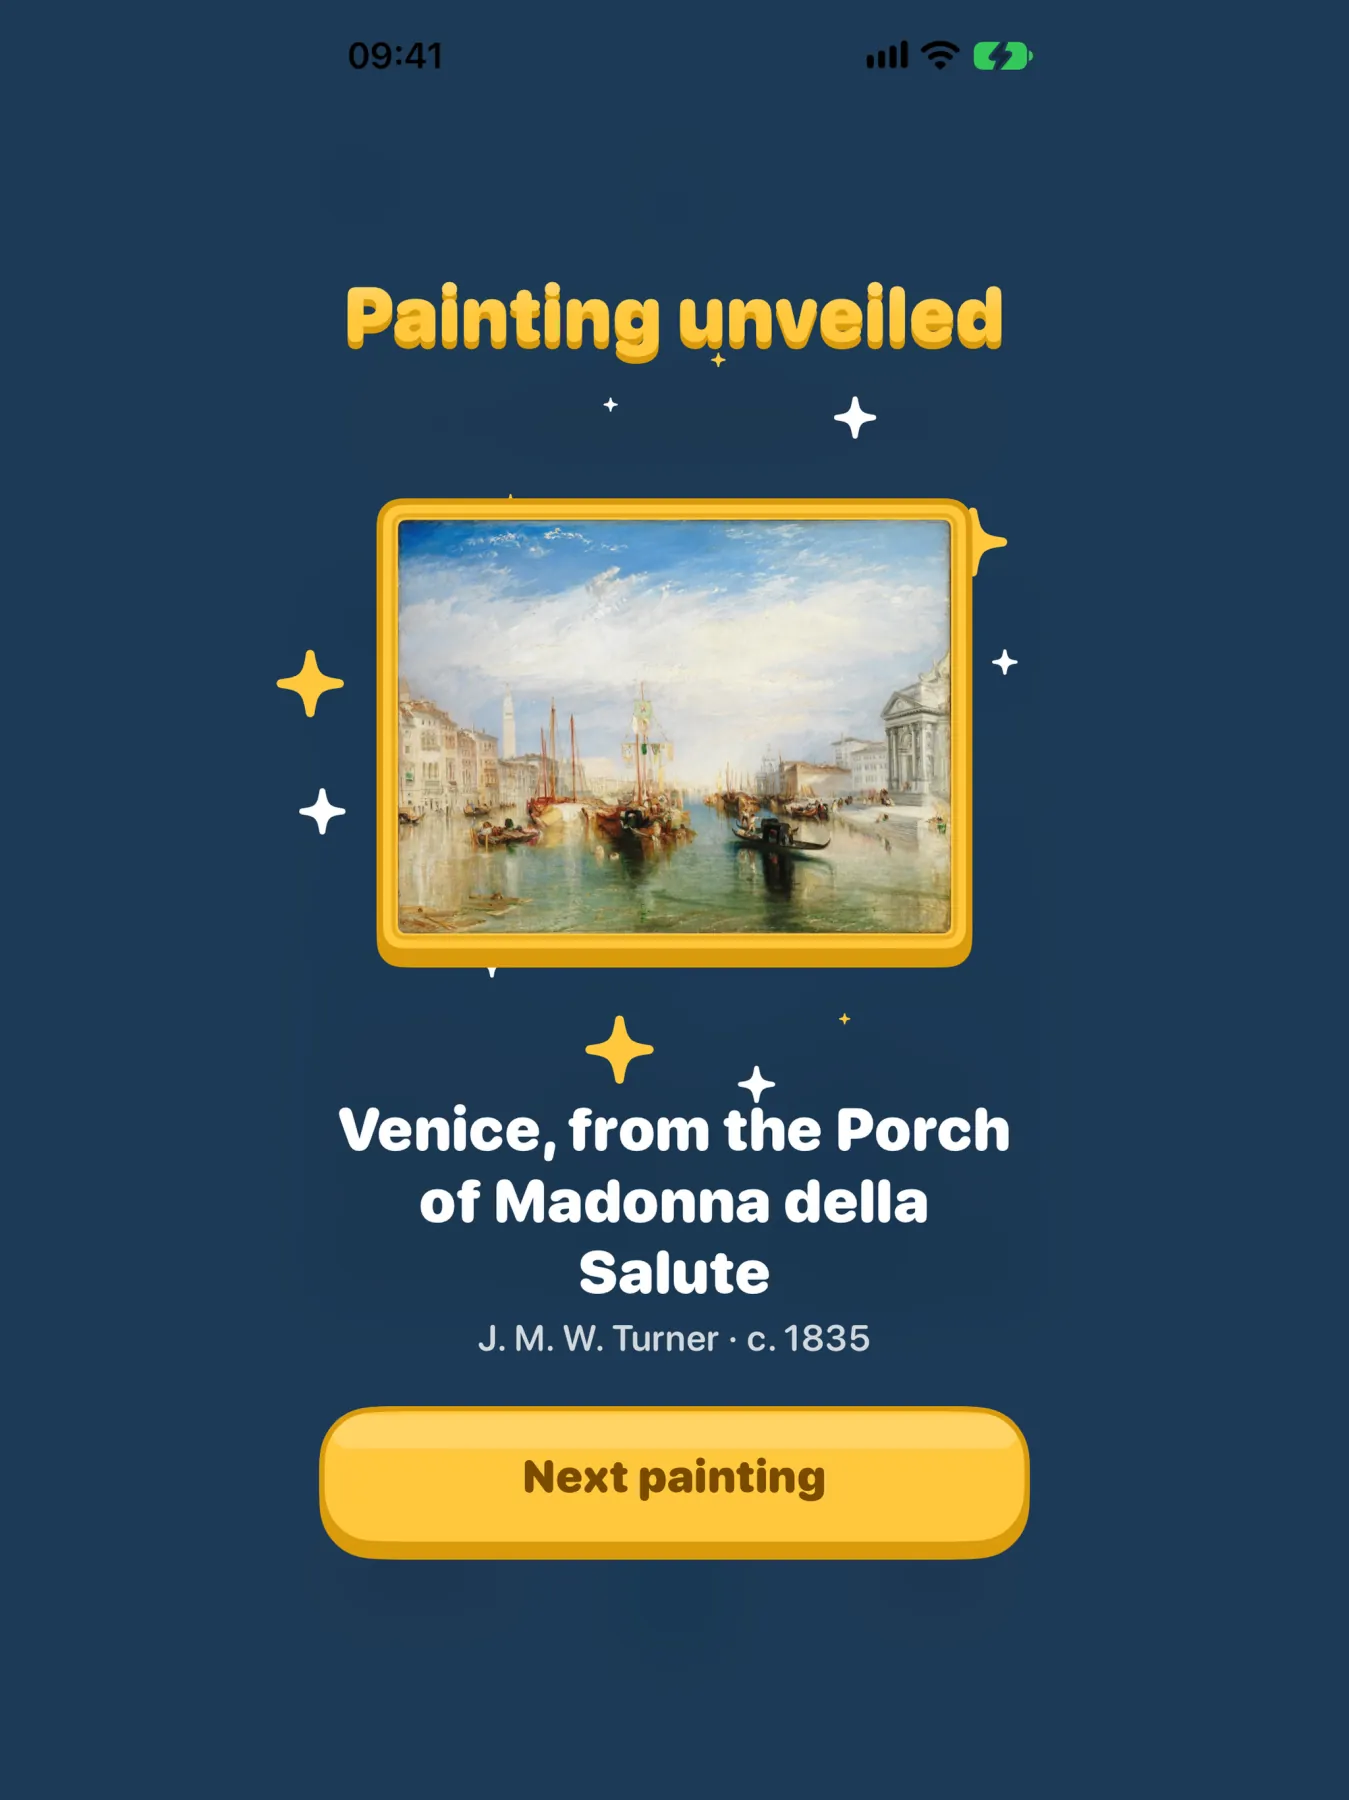 09:41
Painting unveiled
Venice, from the Porch
of Madonna della
Salute
J. M. W. Turner · c. 1835
Next painting